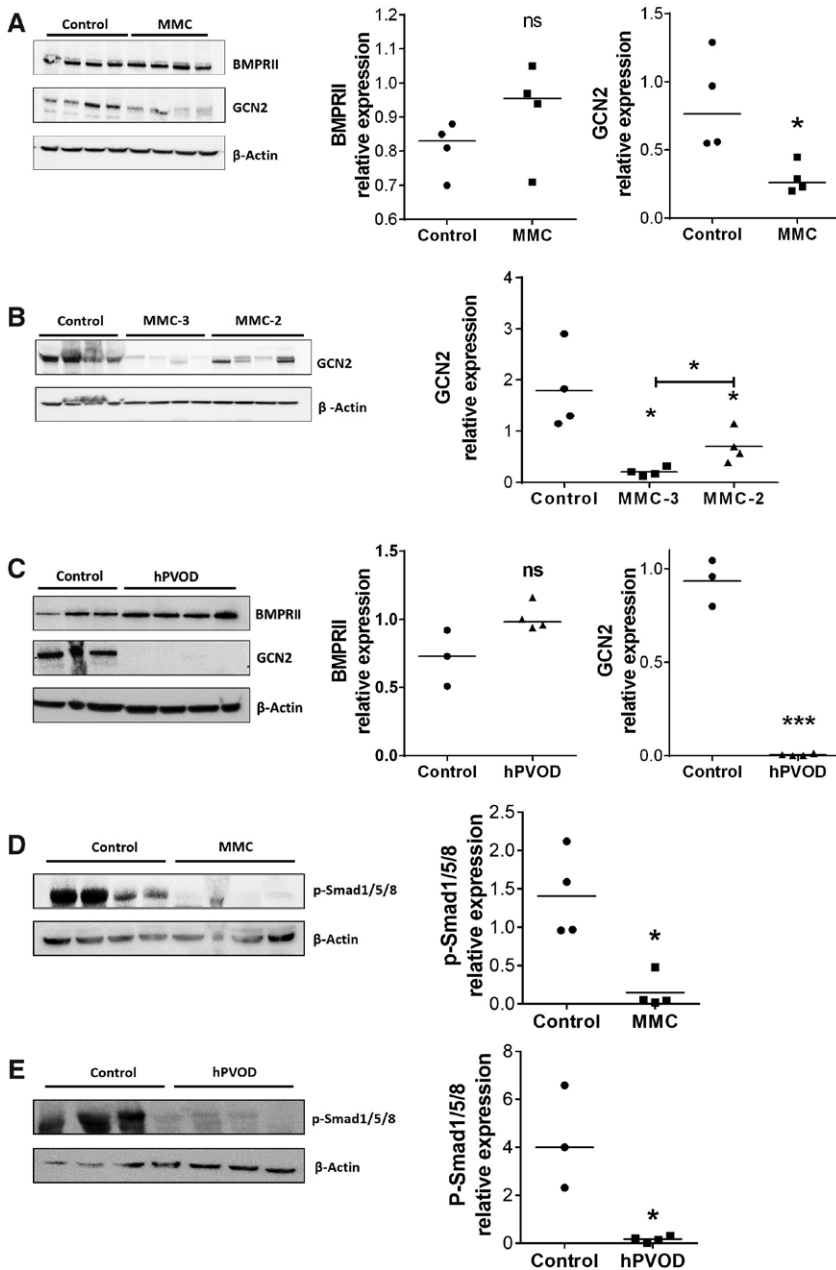 A
Control MMC
BMPRII
GCN2
β-Actin
BMPRII
relative expression
1.2
1.1
1.0
0.9
0.8
0.7
0.6
ns
Control MMC
GCN2
relative expression
1.5
1.0
0.5
0.0
*
Control MMC
B
Control MMC-3 MMC-2
GCN2
β -Actin
GCN2
relative expression
4
3
2
1
0
*
*
*
Control MMC-3 MMC-2
C
Control hPVOD
BMPRII
GCN2
β-Actin
BMPRII
relative expression
1.5
1.0
0.5
0.0
ns
Control hPVOD
GCN2
relative expression
1.0
0.5
0.0
***
Control hPVOD
D
Control MMC
p-Smad1/5/8
β-Actin
p-Smad1/5/8
relative expression
2.5
2.0
1.5
1.0
0.5
0.0
*
Control MMC
E
Control hPVOD
p-Smad1/5/8
β-Actin
P-Smad1/5/8
relative expression
8
6
4
2
0
*
Control hPVOD